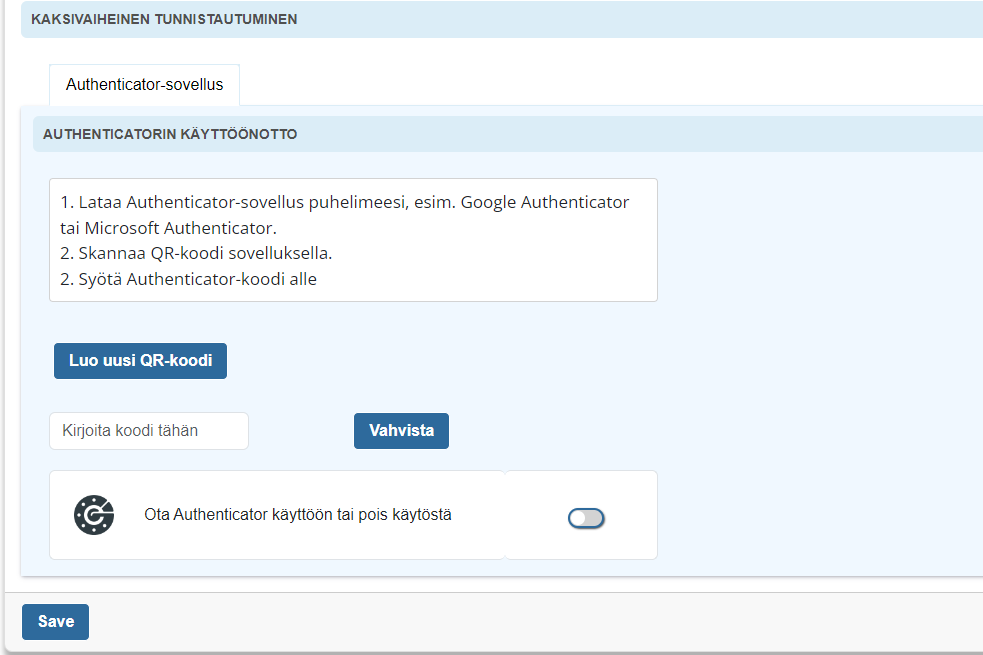 KAKSIVAIHEINEN TUNNISTAUTUMINEN
Authenticator-sovellus
AUTHENTICATORIN KÄYTTÖÖNOTTO
1. Lataa Authenticator-sovellus puhelimeesi, esim. Google Authenticator
tai Microsoft Authenticator.
2. Skannaa QR-koodi sovelluksella.
2. Syötä Authenticator-koodi alle
Luo uusi QR-koodi
Kirjoita koodi tähän
Vahvista
Ota Authenticator käyttöön tai pois käytöstä
Save